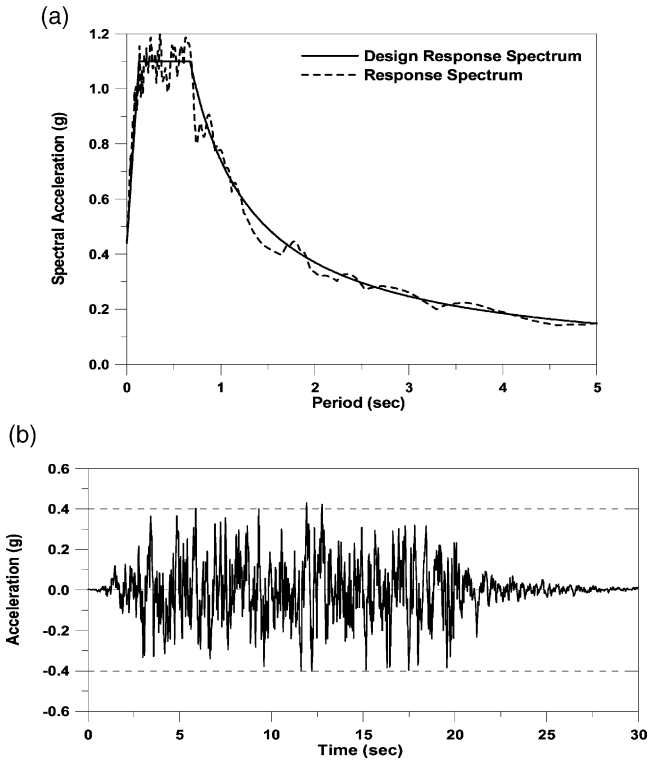 (a)
1.2
1.0
0.8
0.6
0.4
0.2
0.0
Spectral Acceleration (g)
Design Response Spectrum
Response Spectrum
0 1 2 3 4 5
Period (sec)
(b)
0.6
0.4
0.2
0.0
-0.2
-0.4
-0.6
Acceleration (g)
0 5 10 15 20 25 30
Time (sec)